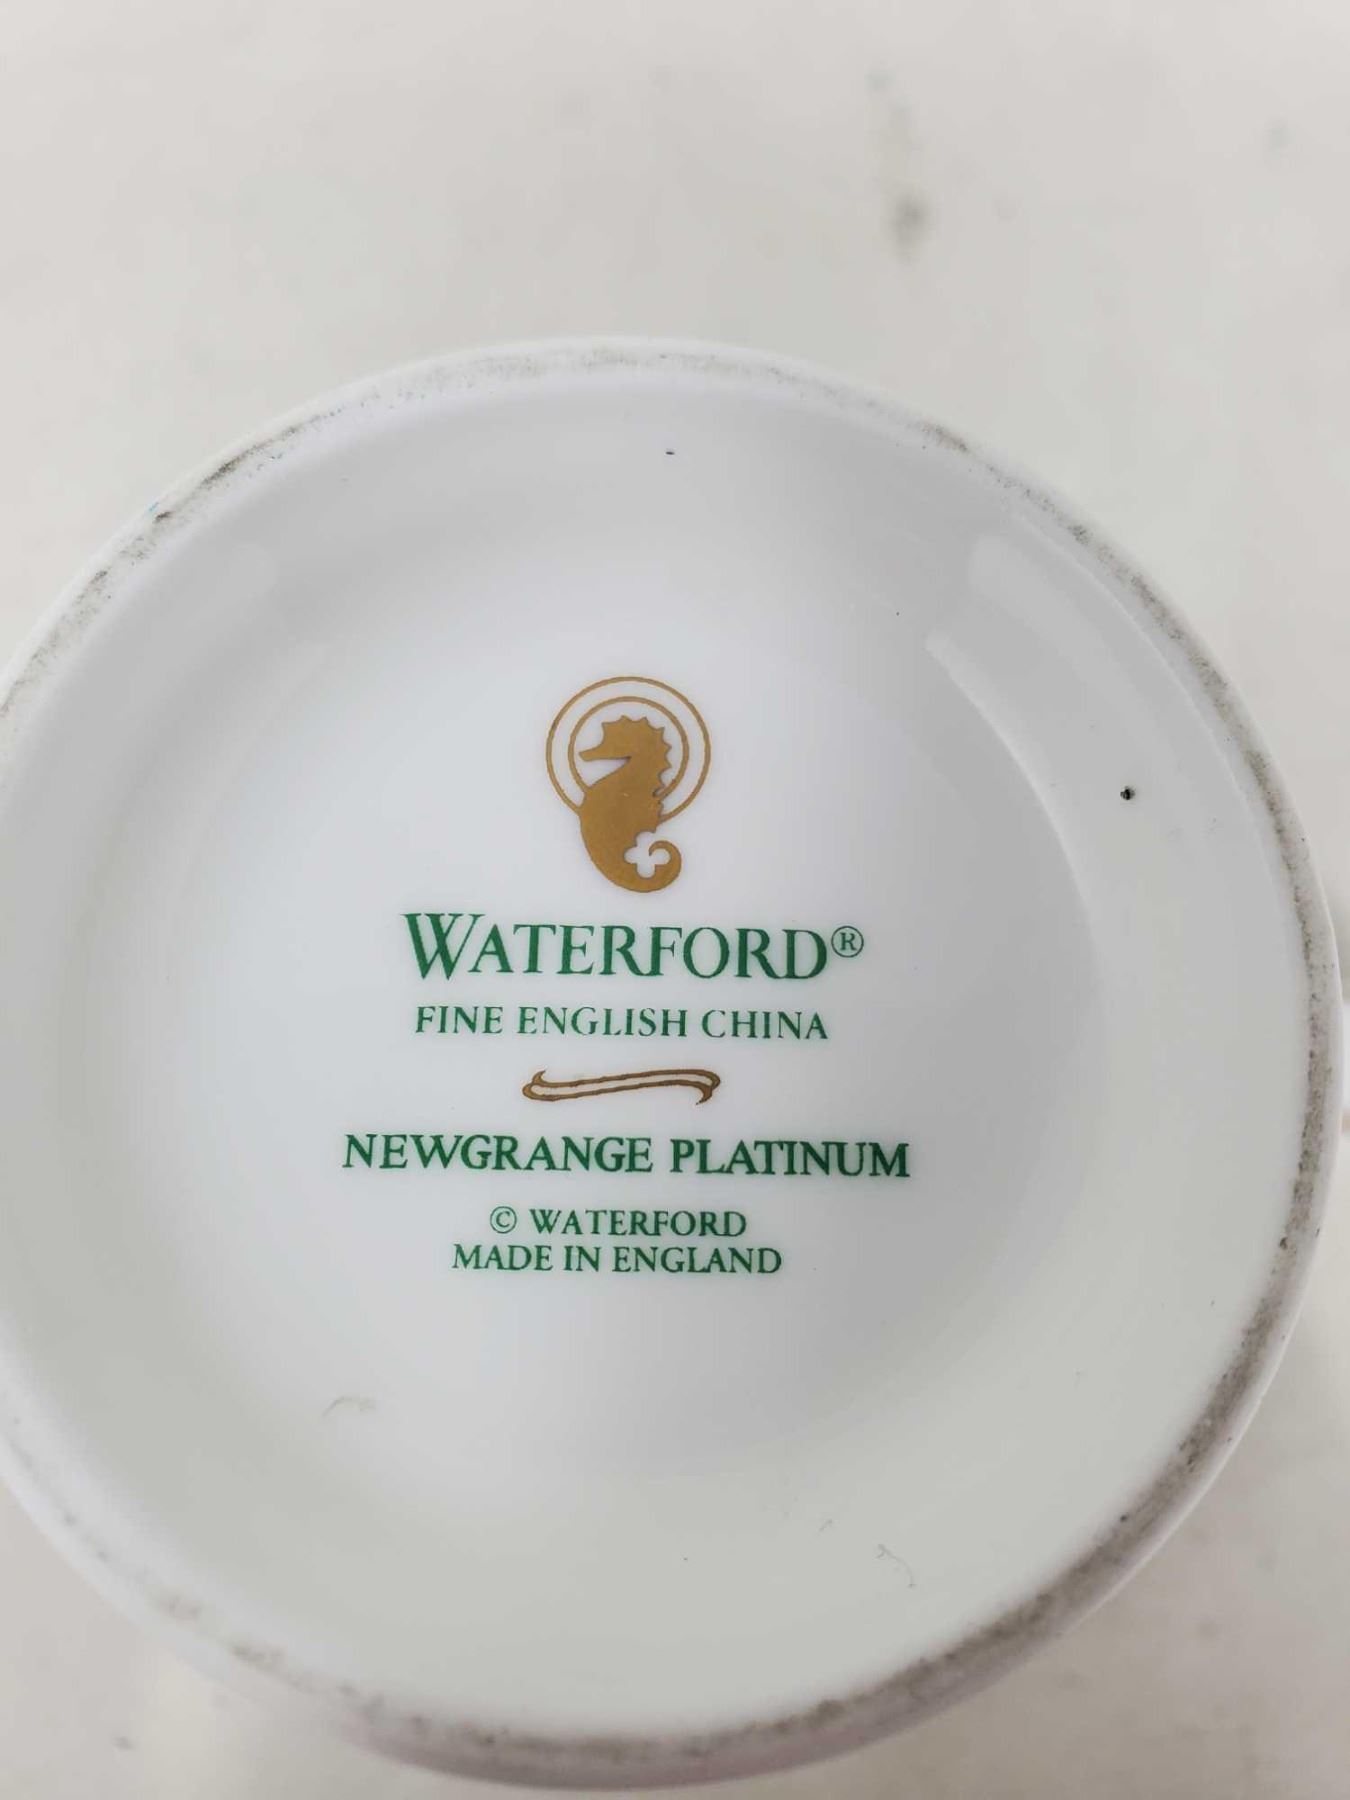 WATERFORD®
FINE ENGLISH CHINA
NEWGRANGE PLATINUM
© WATERFORD
MADE IN ENGLAND